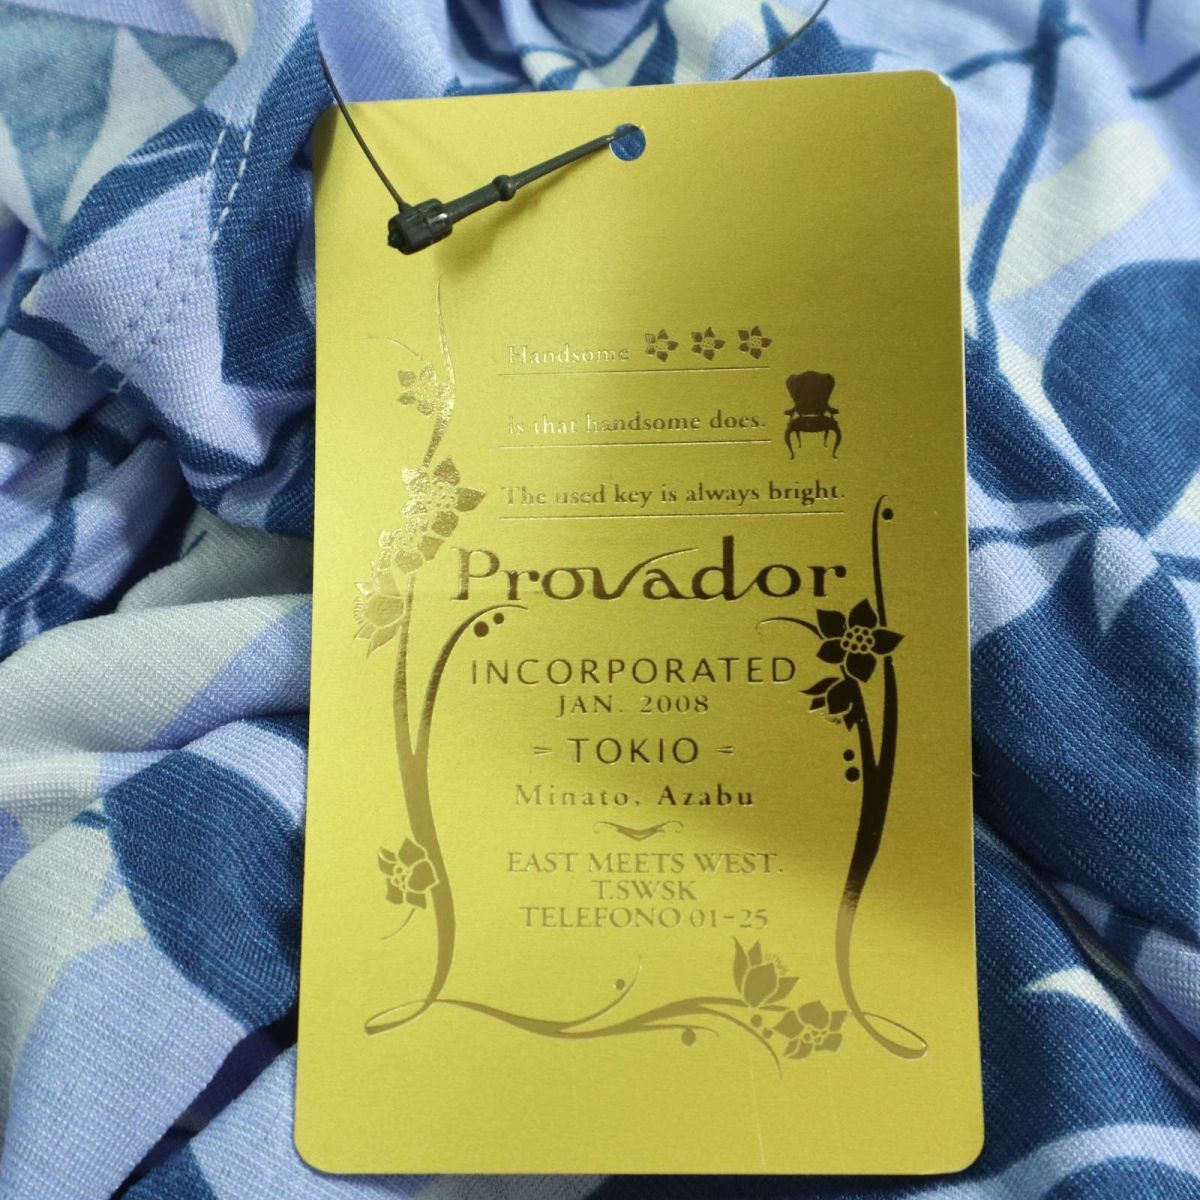 Handsome
is that handsome does.
The used key is always bright.
Provador
INCORPORATED
JAN. 2008
TOKIO
Minato, Azabu
EAST MEETS WEST.
T.SWSK
TELEFONO 01-25